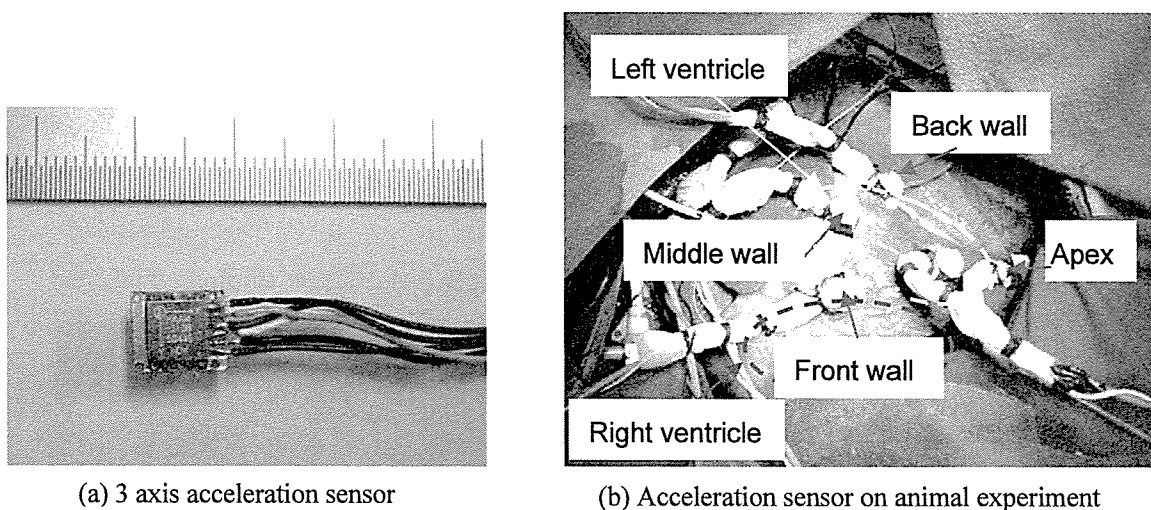 Left ventricle
Back wall
Middle wall
Apex
Front wall
Right ventricle
(a) 3 axis acceleration sensor
(b) Acceleration sensor on animal experiment